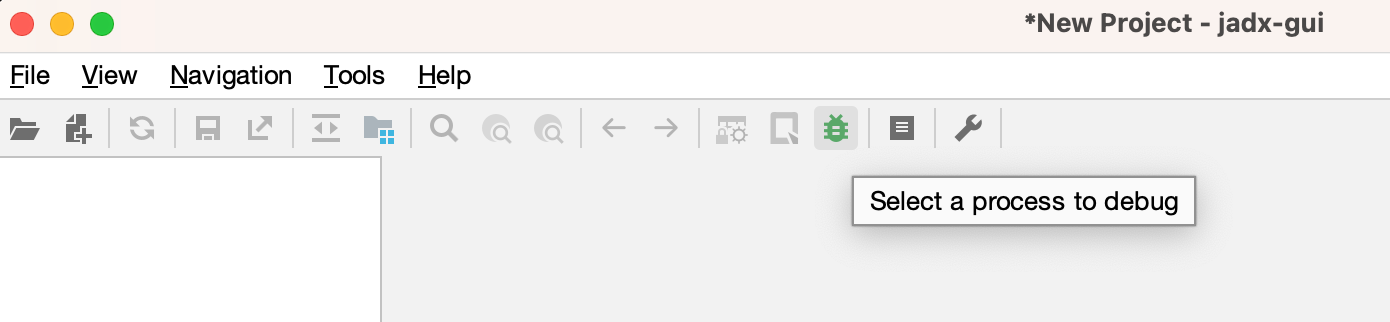 *New Project - jadx-gui
File View Navigation Tools Help
Select a process to debug